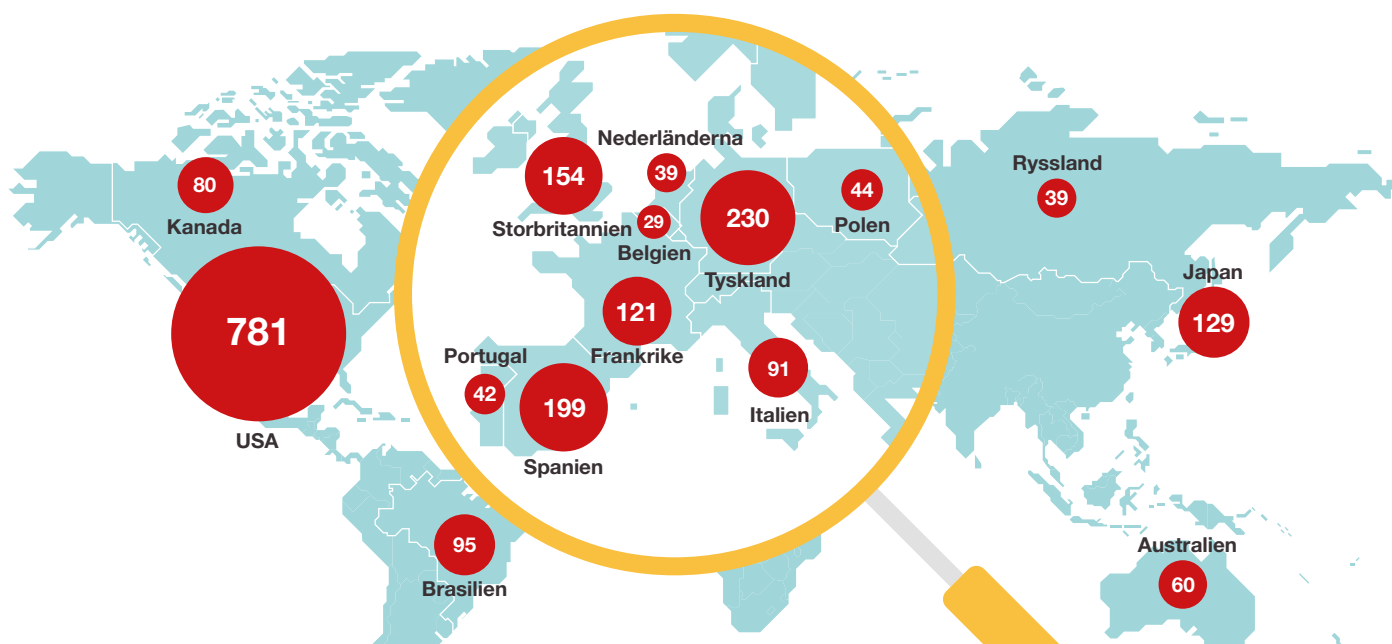 80
Kanada
781
USA
95
Brasilien
154
Storbritannien
Nederländerna
39
29
Belgien
230
Tyskland
44
Polen
121
Frankrike
Portugal
42
199
Spanien
91
Italien
Ryssland
39
Japan
129
Australien
60